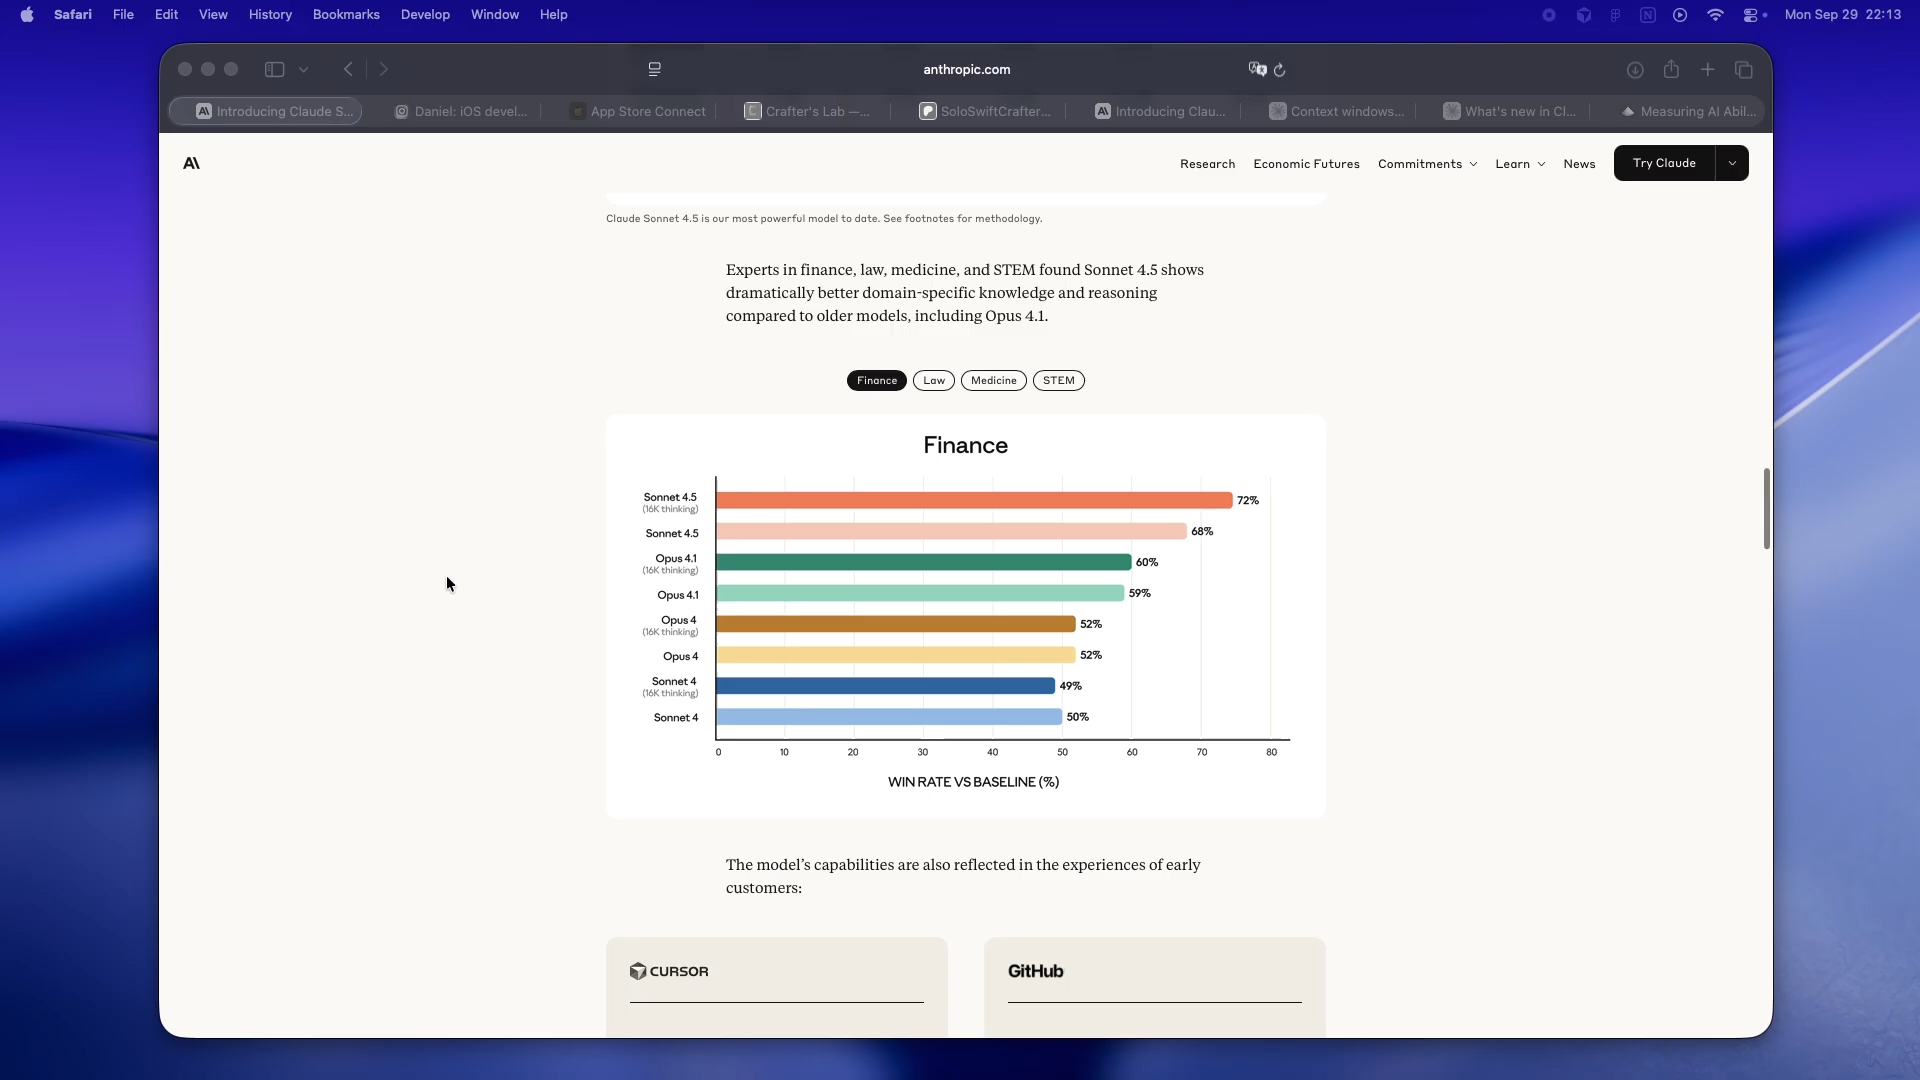 Safari File Edit View History Bookmarks Develop Window Help
Mon Sep 29 22:13
anthropic.com
Introducing Claude S...
Daniel: iOS devel...
App Store Connect
Crafter's Lab —...
SoloSwiftCrafter...
Introducing Clau...
Context windows...
What's new in Cl...
Measuring AI Abil...
Research Economic Futures Commitments Learn News Try Claude
Claude Sonnet 4.5 is our most powerful model to date. See footnotes for methodology.
Experts in finance, law, medicine, and STEM found Sonnet 4.5 shows
dramatically better domain-specific knowledge and reasoning
compared to older models, including Opus 4.1.
Finance Law Medicine STEM
Finance
Sonnet 4.5
(16K thinking)
72%
Sonnet 4.5
68%
Opus 4.1
(16K thinking)
60%
Opus 4.1
59%
Opus 4
(16K thinking)
52%
Opus 4
52%
Sonnet 4
(16K thinking)
49%
Sonnet 4
50%
0 10 20 30 40 50 60 70 80
WIN RATE VS BASELINE (%)
The model’s capabilities are also reflected in the experiences of early
customers:
CURSOR
GitHub